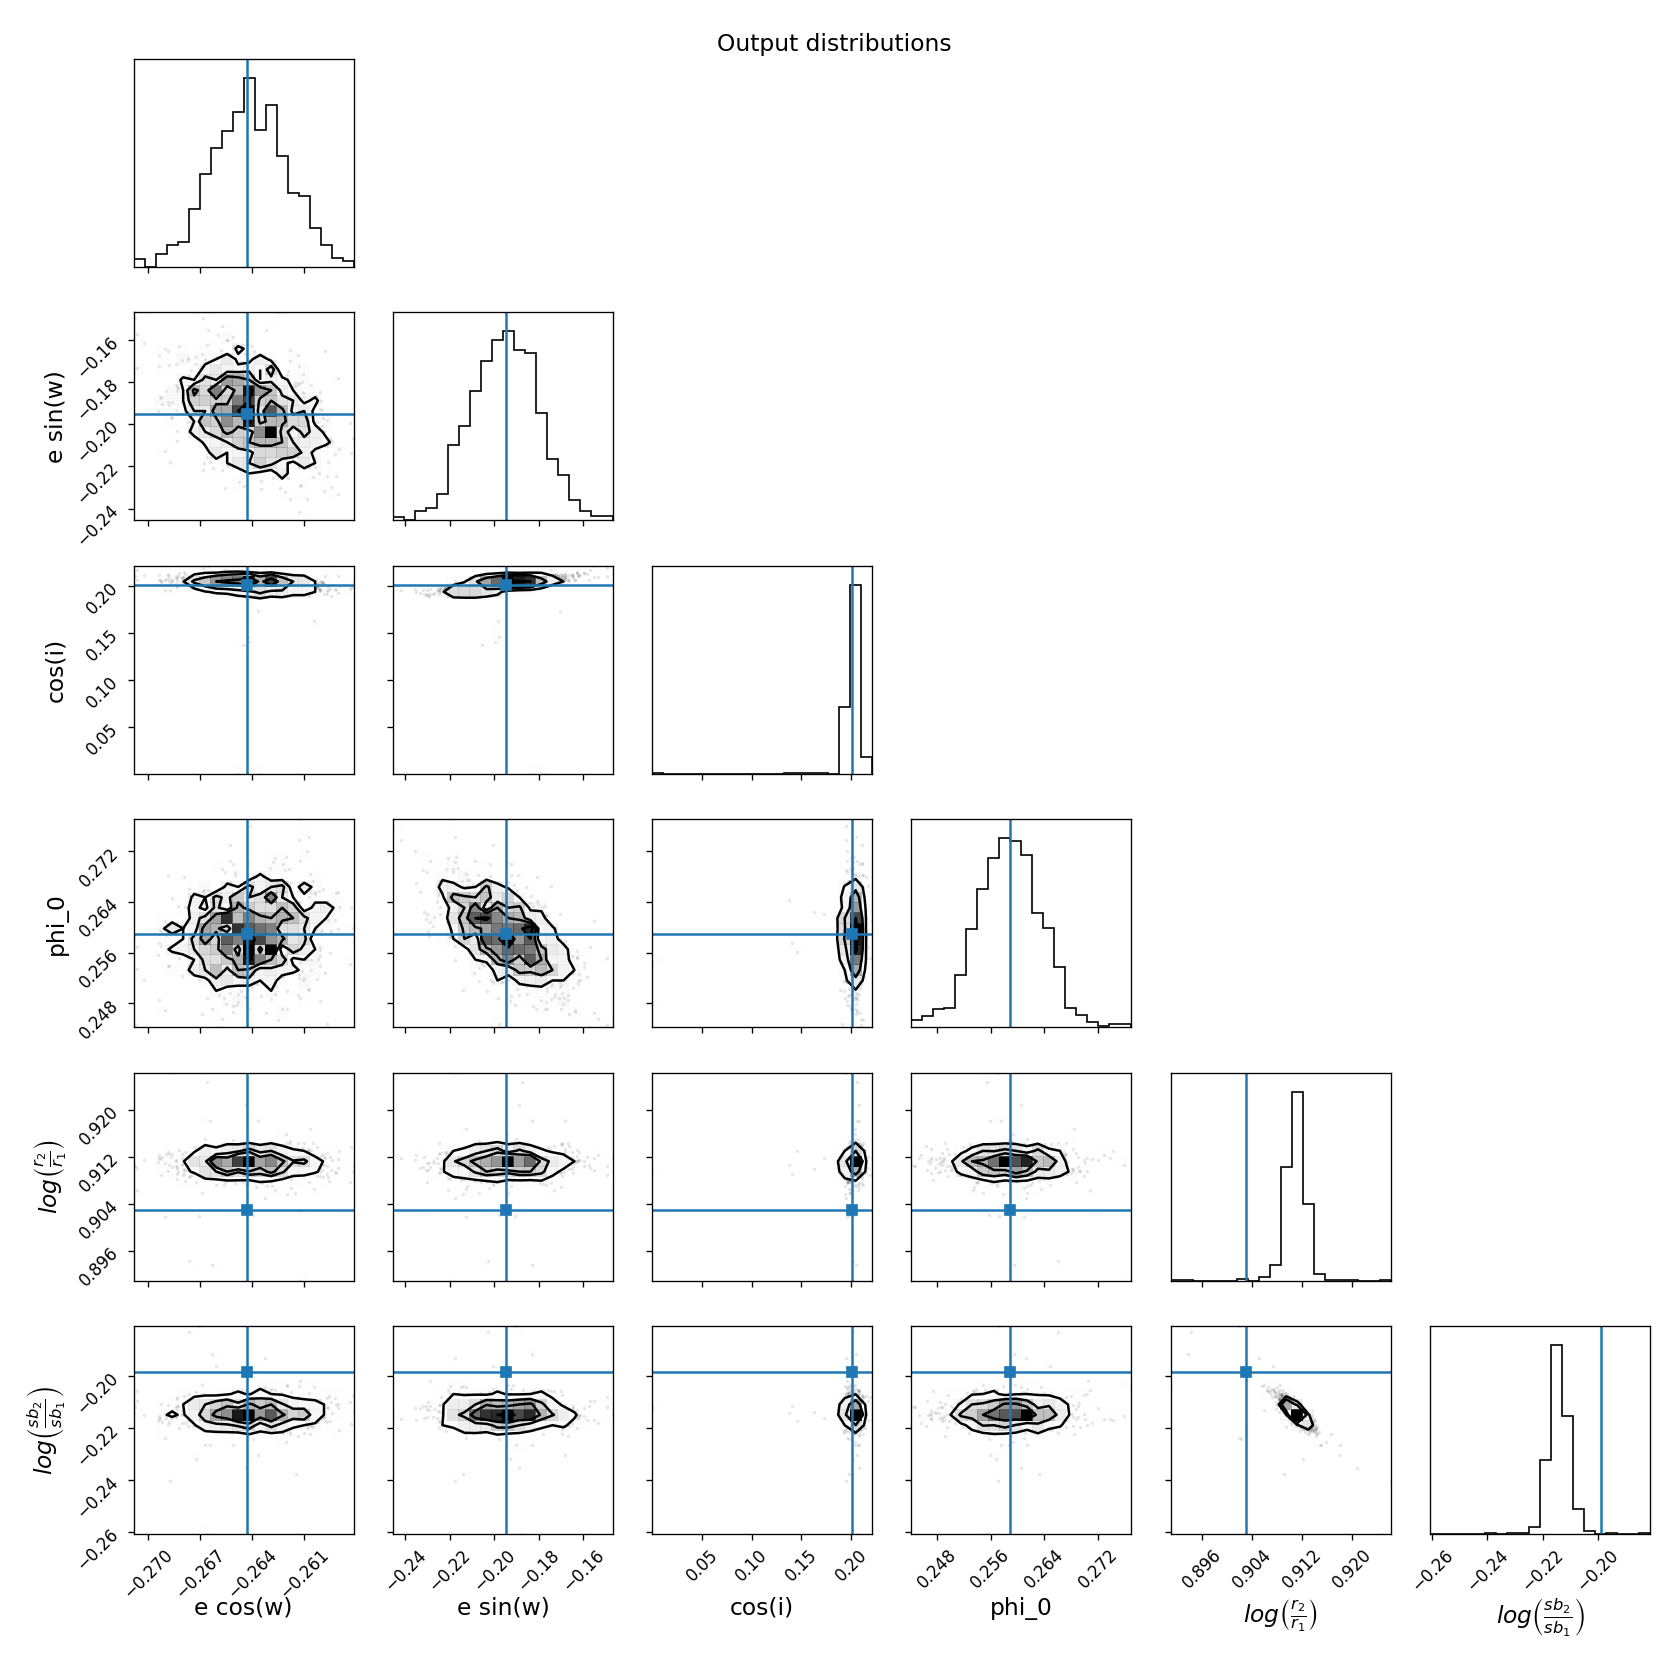 Output distributions
e sin(w)
−0.16
−0.18
−0.20
−0.22
−0.24
cos(i)
0.20
0.15
0.10
0.05
phi_0
0.272
0.264
0.256
0.248
log(r₂/r₁)
0.920
0.912
0.904
0.896
log(sb₂/sb₁)
−0.20
−0.22
−0.24
−0.26
−0.270 −0.267 −0.264 −0.261
−0.24 −0.22 −0.20 −0.18 −0.16
0.05 0.10 0.15 0.20
0.248 0.256 0.264 0.272
0.896 0.904 0.912 0.920
−0.26 −0.24 −0.22 −0.20
e cos(w) e sin(w) cos(i) phi_0 log(r₂/r₁) log(sb₂/sb₁)